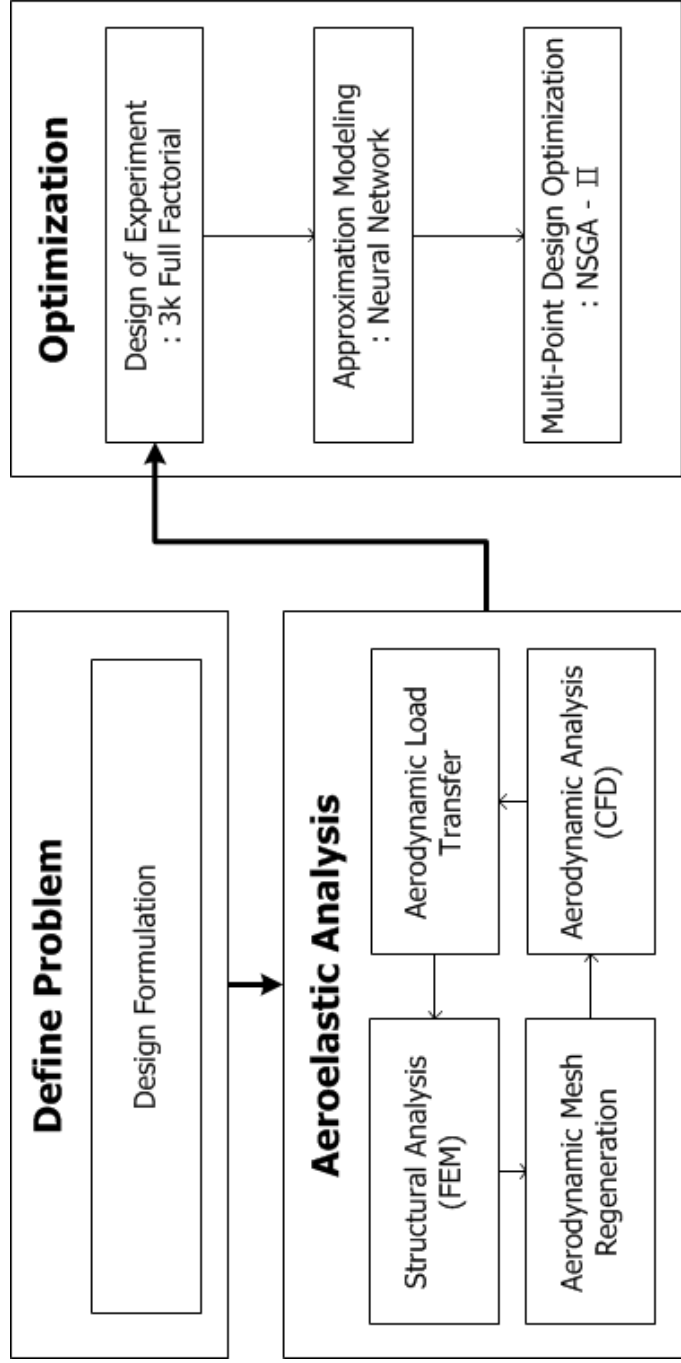 Define Problem
Design Formulation
Aeroelastic Analysis
Structural Analysis
(FEM)
Aerodynamic Load
Transfer
Aerodynamic Mesh
Regeneration
Aerodynamic Analysis
(CFD)
Optimization
Design of Experiment
: 3k Full Factorial
Approximation Modeling
: Neural Network
Multi-Point Design Optimization
: NSGA - Ⅱ